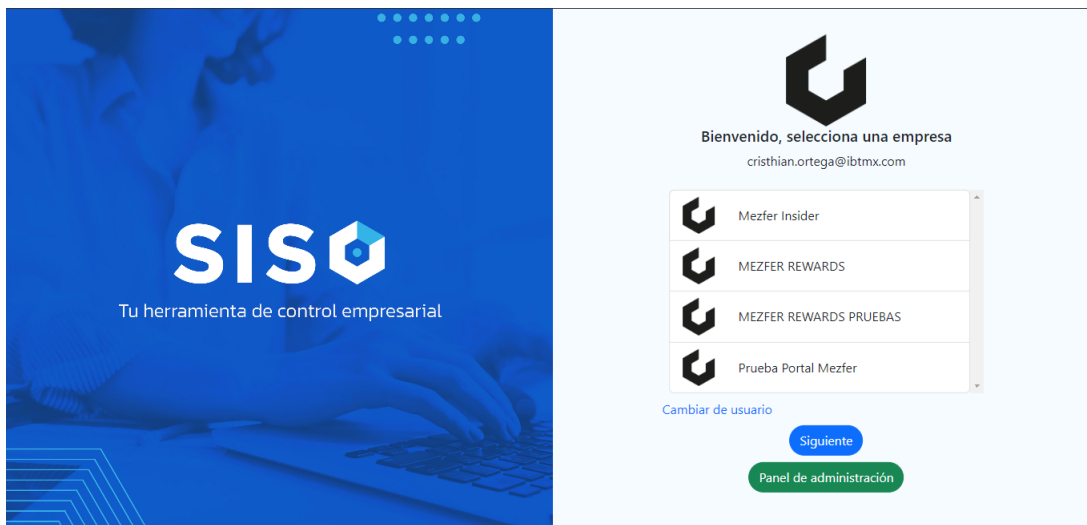 SISO
Tu herramienta de control empresarial
Bienvenido, selecciona una empresa
cristhian.ortega@ibtmx.com
Mezfer Insider
MEZFER REWARDS
MEZFER REWARDS PRUEBAS
Prueba Portal Mezfer
Cambiar de usuario
Siguiente
Panel de administración